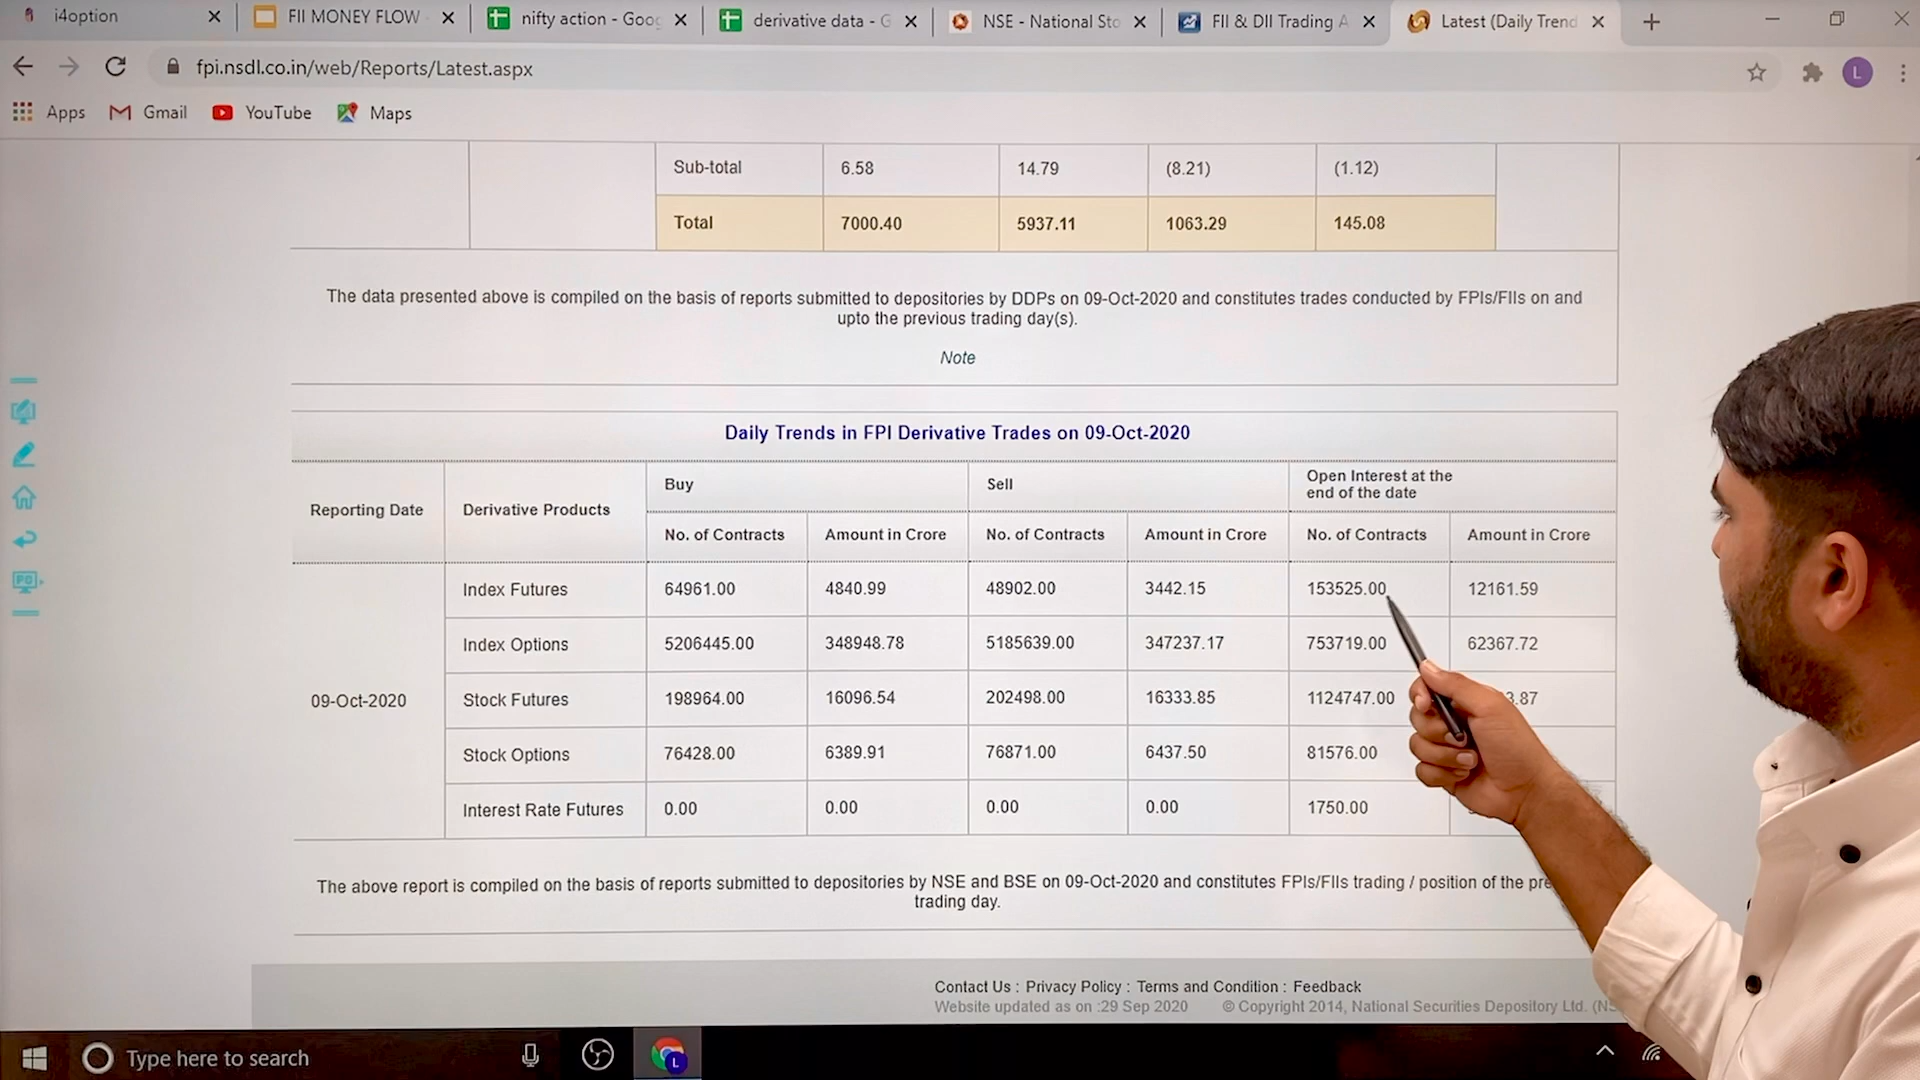 i4option
FII MONEY FLOW
nifty action - Goog
derivative data - G
NSE - National Sto
FII & DII Trading A
Latest (Daily Trend
fpi.nsdl.co.in/web/Reports/Latest.aspx
L
Apps
Gmail
YouTube
Maps
Sub-total 6.58 14.79 (8.21) (1.12)
Total 7000.40 5937.11 1063.29 145.08
The data presented above is compiled on the basis of reports submitted to depositories by DDPs on 09-Oct-2020 and constitutes trades conducted by FPIs/FIIs on and
upto the previous trading day(s).
Note
Daily Trends in FPI Derivative Trades on 09-Oct-2020
Reporting Date Derivative Products Buy Sell Open Interest at the
end of the date
No. of Contracts Amount in Crore No. of Contracts Amount in Crore No. of Contracts Amount in Crore
09-Oct-2020
Index Futures 64961.00 4840.99 48902.00 3442.15 153525.00 12161.59
Index Options 5206445.00 348948.78 5185639.00 347237.17 753719.00 62367.72
Stock Futures 198964.00 16096.54 202498.00 16333.85 1124747.00 .87
Stock Options 76428.00 6389.91 76871.00 6437.50 81576.00
Interest Rate Futures 0.00 0.00 0.00 0.00 1750.00
The above report is compiled on the basis of reports submitted to depositories by NSE and BSE on 09-Oct-2020 and constitutes FPIs/FIIs trading / position of the pre
trading day.
Contact Us : Privacy Policy : Terms and Condition : Feedback
Website updated as on :29 Sep 2020 © Copyright 2014, National Securities Depository Ltd. (NS
Type here to search
L